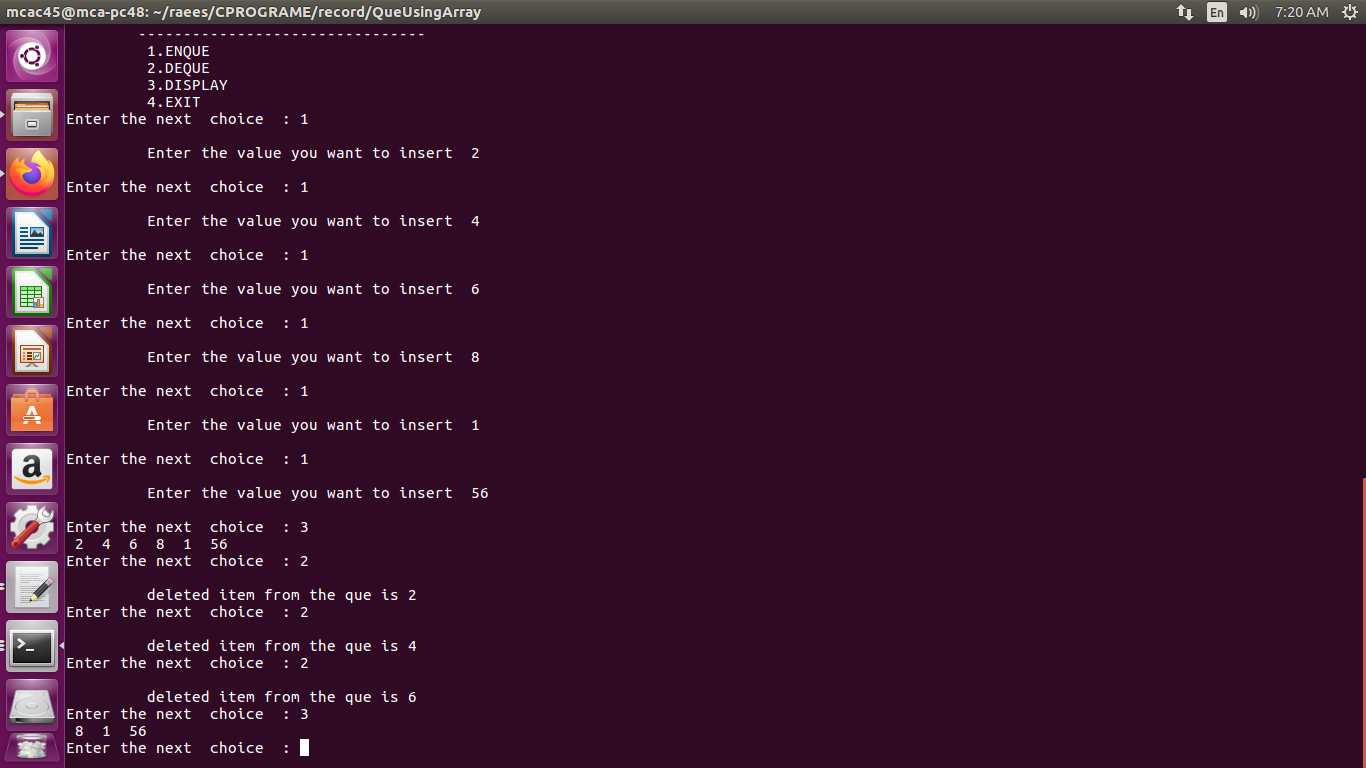 mcac45@mca-pc48: ~/raees/CPROGRAME/record/QueUsingArray
En 7:20 AM
--------------------------------
1.ENQUE
2.DEQUE
3.DISPLAY
4.EXIT
Enter the next  choice  : 1
Enter the value you want to insert  2
Enter the next  choice  : 1
Enter the value you want to insert  4
Enter the next  choice  : 1
Enter the value you want to insert  6
Enter the next  choice  : 1
Enter the value you want to insert  8
Enter the next  choice  : 1
Enter the value you want to insert  1
Enter the next  choice  : 1
Enter the value you want to insert  56
Enter the next  choice  : 3
2  4  6  8  1  56
Enter the next  choice  : 2
deleted item from the que is 2
Enter the next  choice  : 2
deleted item from the que is 4
Enter the next  choice  : 2
deleted item from the que is 6
Enter the next  choice  : 3
8  1  56
Enter the next  choice  :